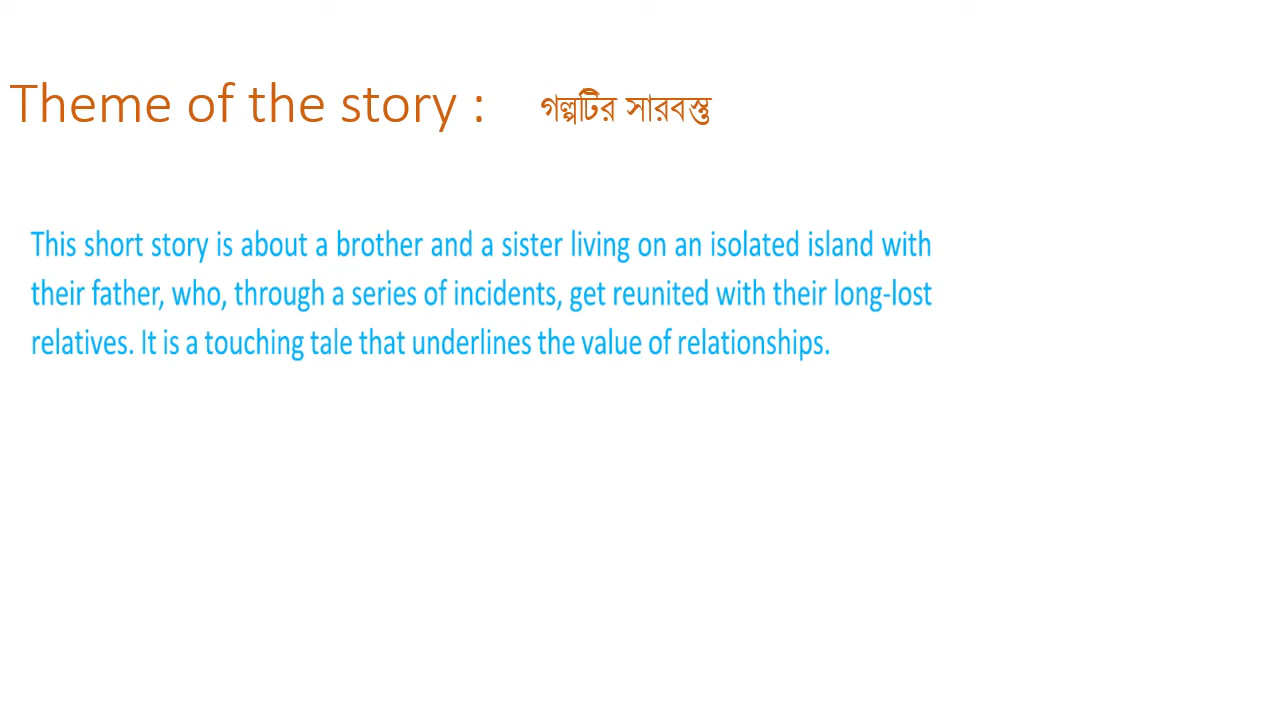 Theme of the story : গল্পটির সারবস্তু
This short story is about a brother and a sister living on an isolated island with
their father, who, through a series of incidents, get reunited with their long-lost
relatives. It is a touching tale that underlines the value of relationships.